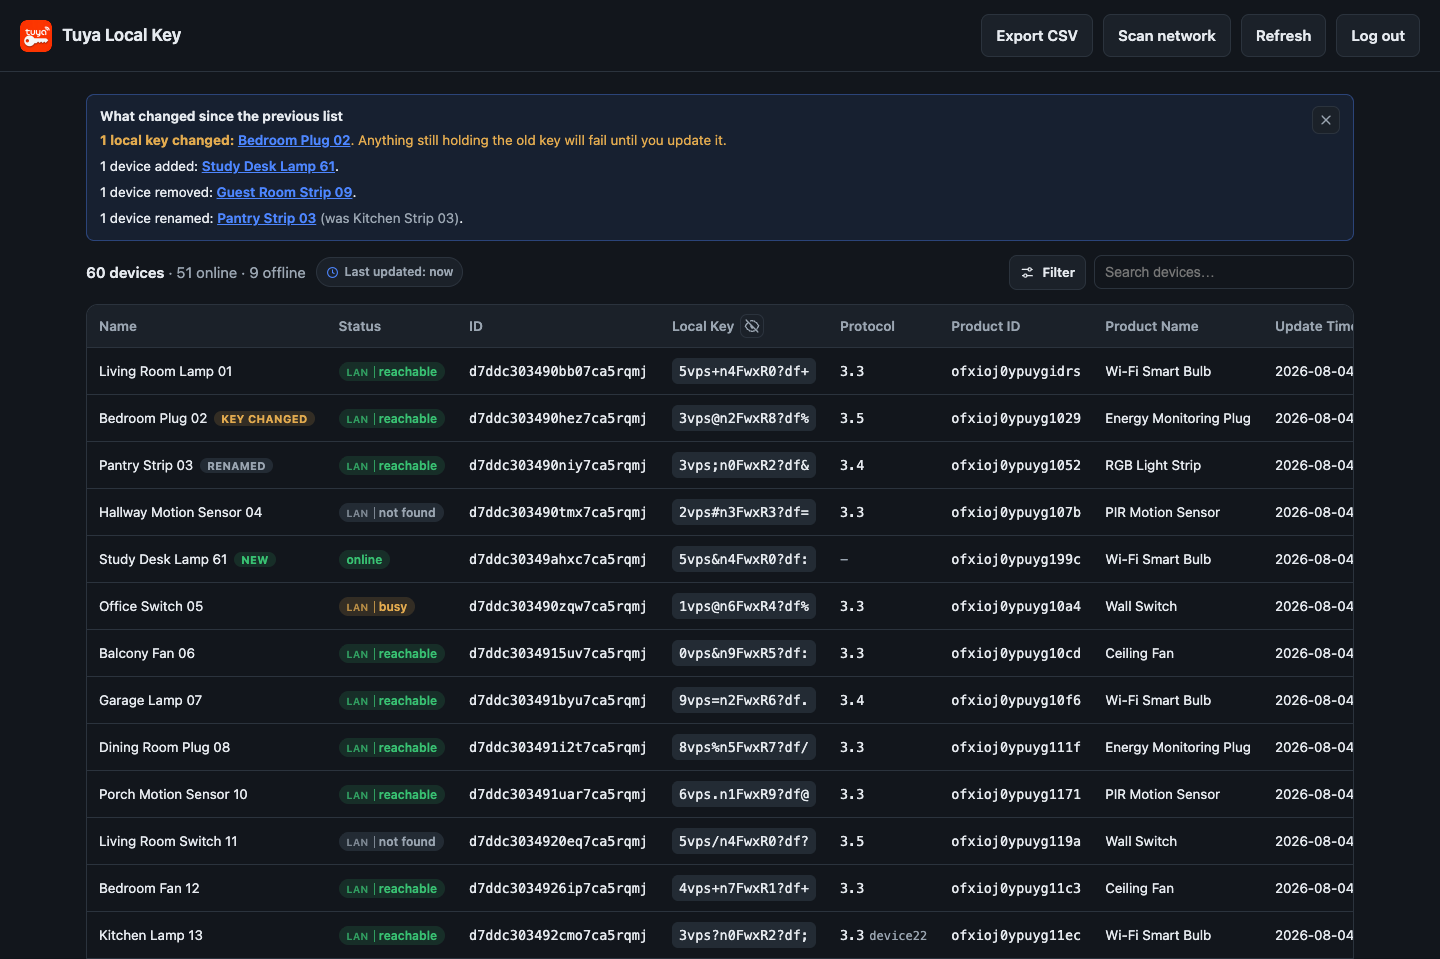 tuya
Tuya Local Key
Export CSV
Scan network
Refresh
Log out
What changed since the previous list
1 local key changed: Bedroom Plug 02. Anything still holding the old key will fail until you update it.
1 device added: Study Desk Lamp 61.
1 device removed: Guest Room Strip 09.
1 device renamed: Pantry Strip 03 (was Kitchen Strip 03).
60 devices · 51 online · 9 offline Last updated: now
Filter
Search devices…
Name Status ID Local Key Protocol Product ID Product Name Update Time
Living Room Lamp 01 LAN | reachable d7ddc303490bb07ca5rqmj 5vps+n4FwxR0?df+ 3.3 ofxioj0ypuygidrs Wi-Fi Smart Bulb 2026-08-04
Bedroom Plug 02 KEY CHANGED LAN | reachable d7ddc303490hez7ca5rqmj 3vps@n2FwxR8?df% 3.5 ofxioj0ypuyg1029 Energy Monitoring Plug 2026-08-04
Pantry Strip 03 RENAMED LAN | reachable d7ddc303490niy7ca5rqmj 3vps;n0FwxR2?df& 3.4 ofxioj0ypuyg1052 RGB Light Strip 2026-08-04
Hallway Motion Sensor 04 LAN | not found d7ddc303490tmx7ca5rqmj 2vps#n3FwxR3?df= 3.3 ofxioj0ypuyg107b PIR Motion Sensor 2026-08-04
Study Desk Lamp 61 NEW online d7ddc30349ahxc7ca5rqmj 5vps&n4FwxR0?df: – ofxioj0ypuyg199c Wi-Fi Smart Bulb 2026-08-04
Office Switch 05 LAN | busy d7ddc303490zqw7ca5rqmj 1vps@n6FwxR4?df% 3.3 ofxioj0ypuyg10a4 Wall Switch 2026-08-04
Balcony Fan 06 LAN | reachable d7ddc3034915uv7ca5rqmj 0vps&n9FwxR5?df: 3.3 ofxioj0ypuyg10cd Ceiling Fan 2026-08-04
Garage Lamp 07 LAN | reachable d7ddc303491byu7ca5rqmj 9vps=n2FwxR6?df. 3.4 ofxioj0ypuyg10f6 Wi-Fi Smart Bulb 2026-08-04
Dining Room Plug 08 LAN | reachable d7ddc303491i2t7ca5rqmj 8vps%n5FwxR7?df/ 3.3 ofxioj0ypuyg111f Energy Monitoring Plug 2026-08-04
Porch Motion Sensor 10 LAN | reachable d7ddc303491uar7ca5rqmj 6vps.n1FwxR9?df@ 3.3 ofxioj0ypuyg1171 PIR Motion Sensor 2026-08-04
Living Room Switch 11 LAN | not found d7ddc3034920eq7ca5rqmj 5vps/n4FwxR0?df? 3.5 ofxioj0ypuyg119a Wall Switch 2026-08-04
Bedroom Fan 12 LAN | reachable d7ddc3034926ip7ca5rqmj 4vps+n7FwxR1?df+ 3.3 ofxioj0ypuyg11c3 Ceiling Fan 2026-08-04
Kitchen Lamp 13 LAN | reachable d7ddc303492cmo7ca5rqmj 3vps?n0FwxR2?df; 3.3 device22 ofxioj0ypuyg11ec Wi-Fi Smart Bulb 2026-08-04